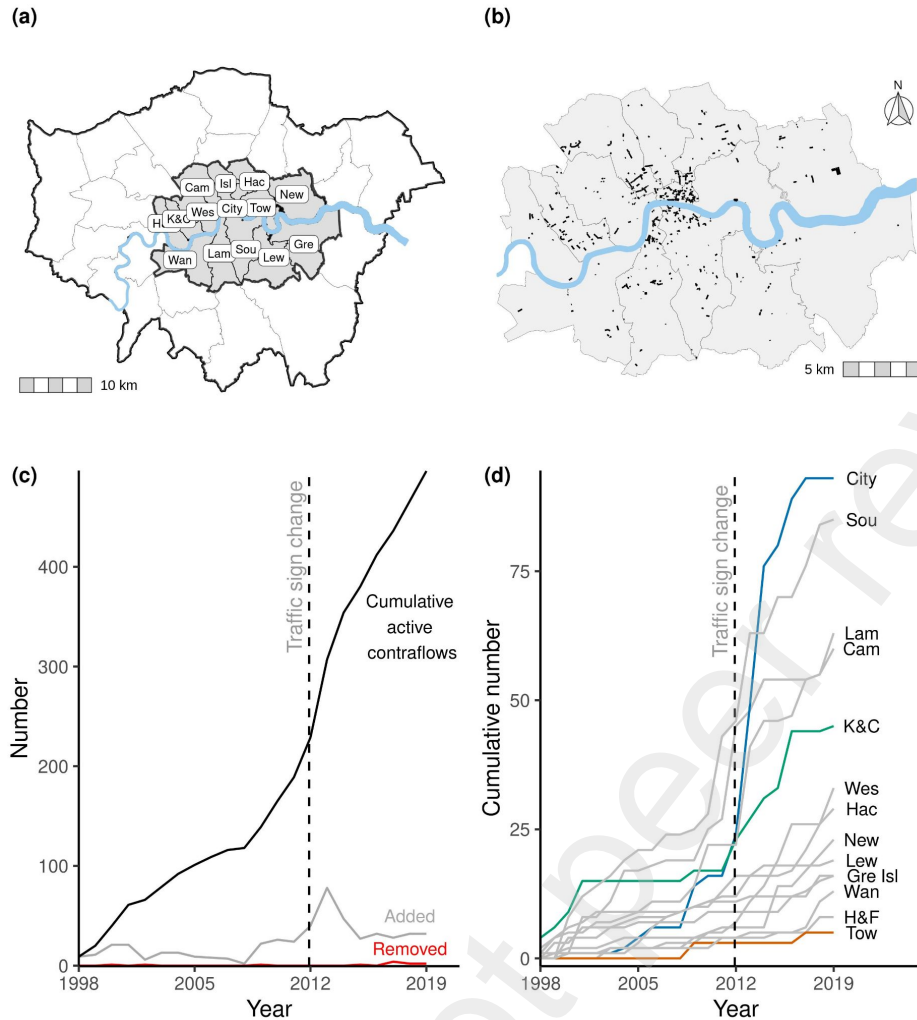 (a)
Cam
Isl
Hac
New
H
K&C
Wes
City
Tow
Wan
Lam
Sou
Lew
Gre
10 km
(b)
N
5 km
(c)
Number
400
300
200
100
0
Traffic sign change
Cumulative
active
contraflows
Added
Removed
1998
2005
2012
2019
Year
(d)
Cumulative number
75
50
25
0
Traffic sign change
City
Sou
Lam
Cam
K&C
Wes
Hac
New
Lew
Gre Isl
Wan
H&F
Tow
1998
2005
2012
2019
Year
ot peer re